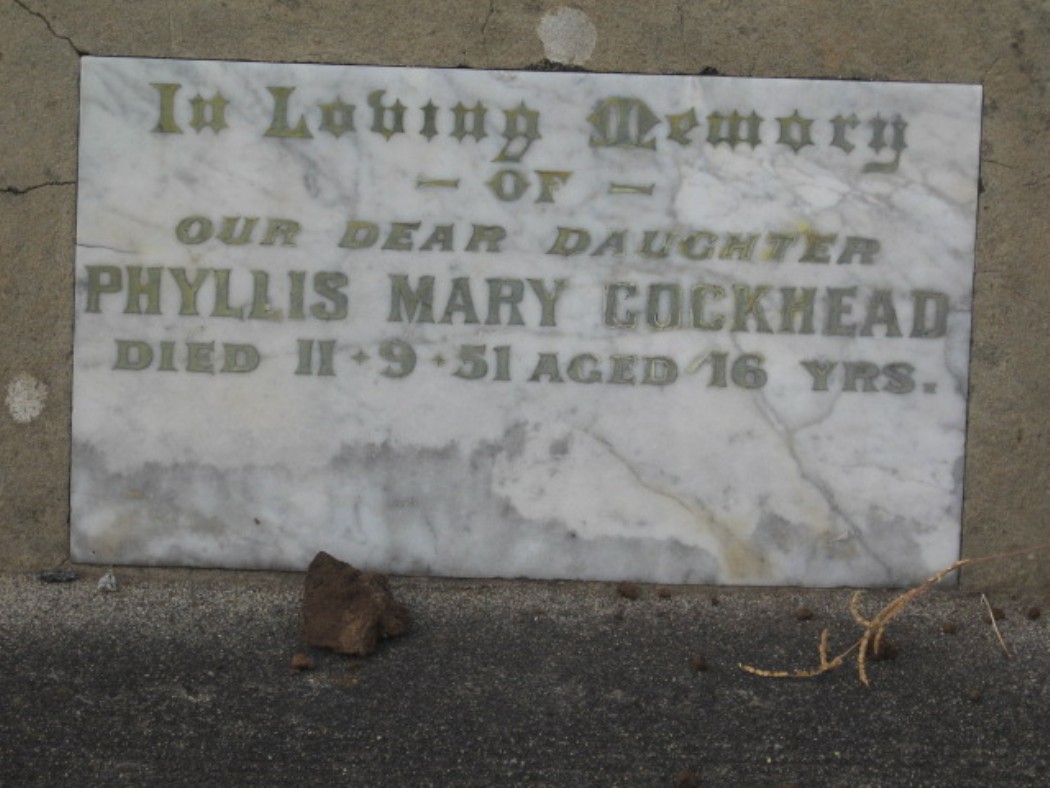 In Loving Memory
- OF -
OUR DEAR DAUGHTER
PHYLLIS MARY COCKHEAD
DIED 11·9·51 AGED 16 YRS.